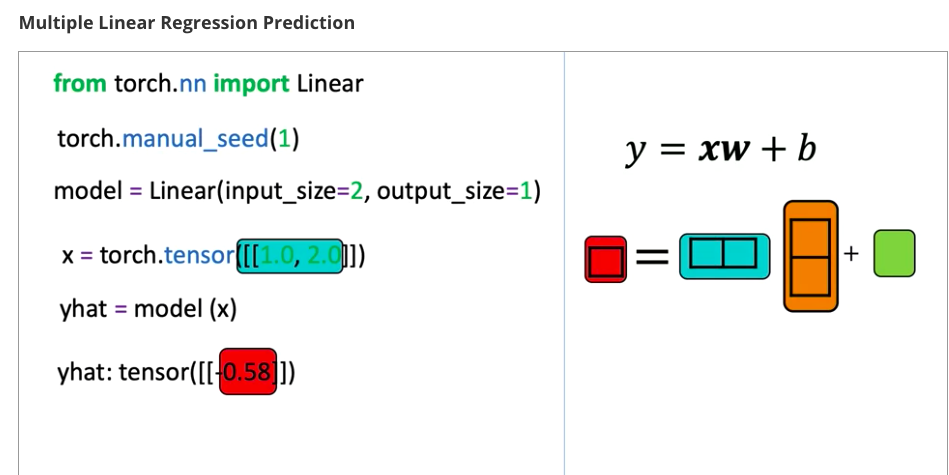 Multiple Linear Regression Prediction
from torch.nn import Linear
torch.manual_seed(1)
model = Linear(input_size=2, output_size=1)
x = torch.tensor([[1.0, 2.0]])
yhat = model (x)
yhat: tensor([[-0.58]])
y = xw + b
= +